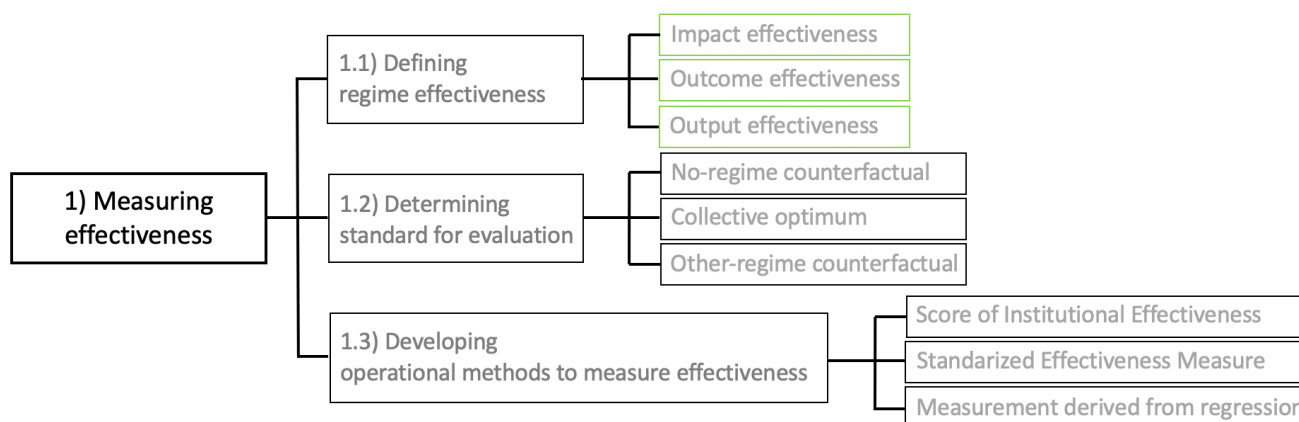 1) Measuring
effectiveness
1.1) Defining
regime effectiveness
Impact effectiveness
Outcome effectiveness
Output effectiveness
1.2) Determining
standard for evaluation
No-regime counterfactual
Collective optimum
Other-regime counterfactual
1.3) Developing
operational methods to measure effectiveness
Score of Institutional Effectiveness
Standarized Effectiveness Measure
Measurement derived from regression